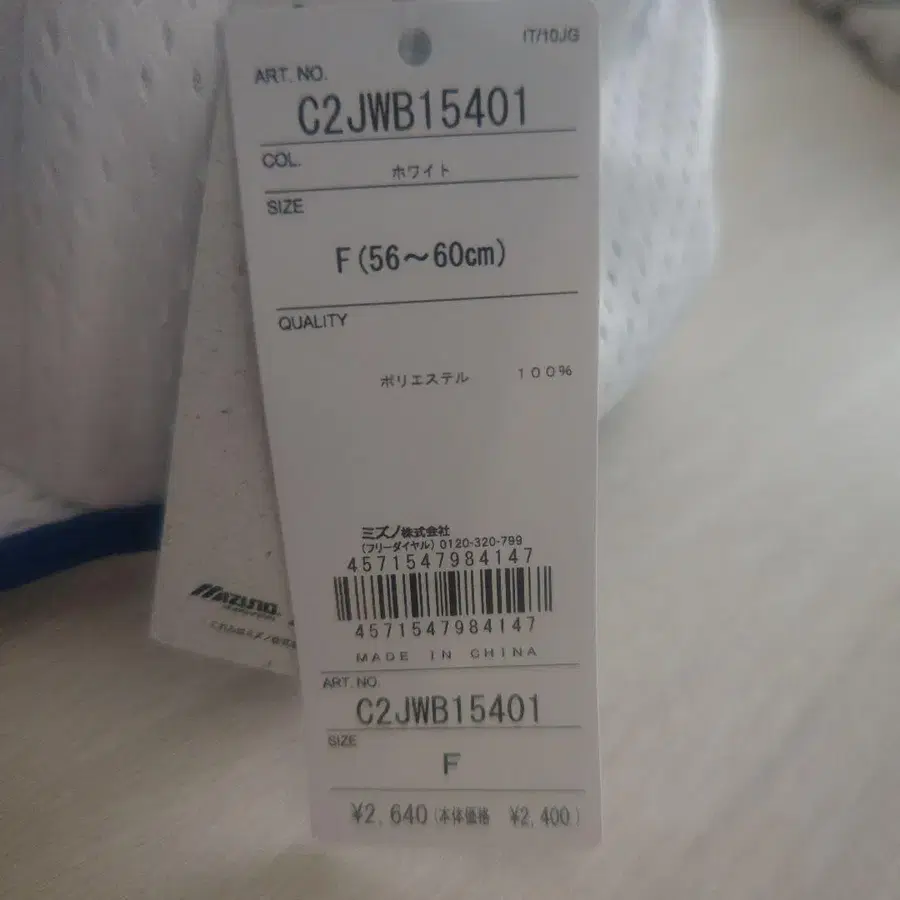 IT/10JG
ART. NO.
C2JWB15401
COL.
ホワイト
SIZE
F(56～60cm)
QUALITY
ポリエステル 100%
ミズノ株式会社
(フリーダイヤル) 0120-320-799
4571547984147
4571547984147
MADE IN CHINA
ART. NO.
C2JWB15401
SIZE
F
¥2,640(本体価格 ¥2,400)
MIZUNO